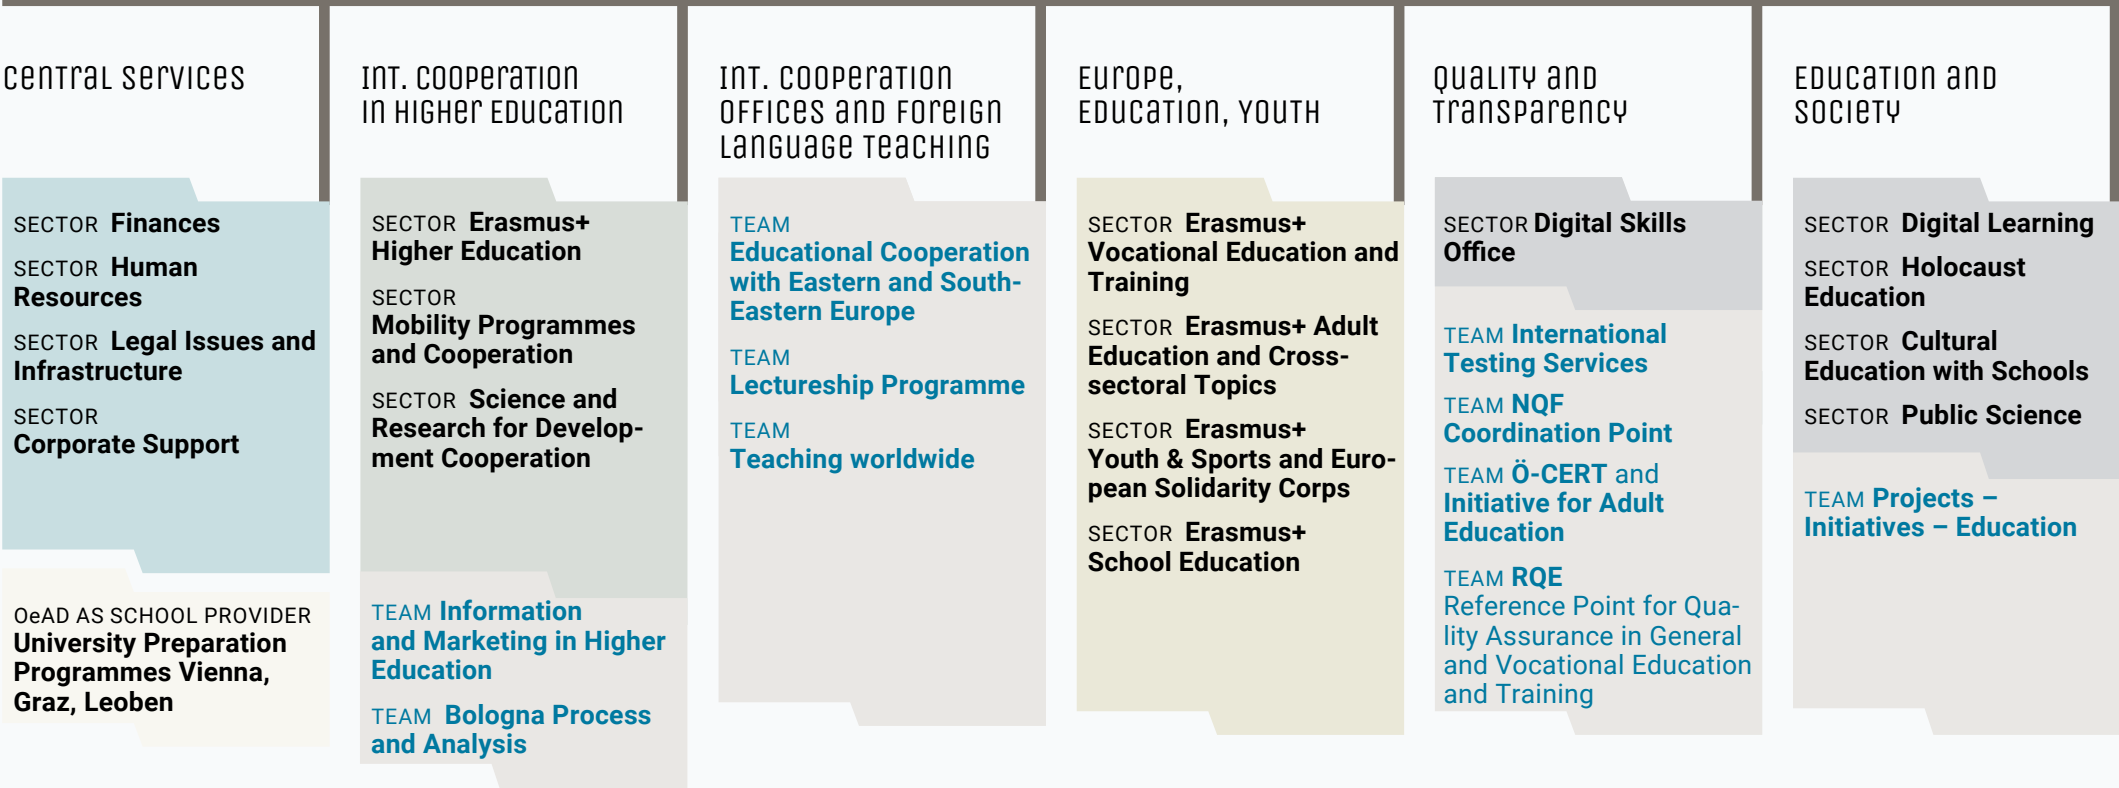 Central Services
SECTOR Finances
SECTOR Human
Resources
SECTOR Legal Issues and
Infrastructure
SECTOR
Corporate Support
OeAD AS SCHOOL PROVIDER
University Preparation
Programmes Vienna,
Graz, Leoben
Int. Cooperation
in Higher Education
SECTOR Erasmus+
Higher Education
SECTOR
Mobility Programmes
and Cooperation
SECTOR Science and
Research for Develop-
ment Cooperation
TEAM Information
and Marketing in Higher
Education
TEAM Bologna Process
and Analysis
Int. Cooperation
Offices and Foreign
Language Teaching
TEAM
Educational Cooperation
with Eastern and South-
Eastern Europe
TEAM
Lectureship Programme
TEAM
Teaching worldwide
Europe,
Education, Youth
SECTOR Erasmus+
Vocational Education and
Training
SECTOR Erasmus+ Adult
Education and Cross-
sectoral Topics
SECTOR Erasmus+
Youth & Sports and Euro-
pean Solidarity Corps
SECTOR Erasmus+
School Education
Quality and
Transparency
SECTOR Digital Skills
Office
TEAM International
Testing Services
TEAM NQF
Coordination Point
TEAM Ö-CERT and
Initiative for Adult
Education
TEAM RQE
Reference Point for Qua-
lity Assurance in General
and Vocational Education
and Training
Education and
Society
SECTOR Digital Learning
SECTOR Holocaust
Education
SECTOR Cultural
Education with Schools
SECTOR Public Science
TEAM Projects –
Initiatives – Education